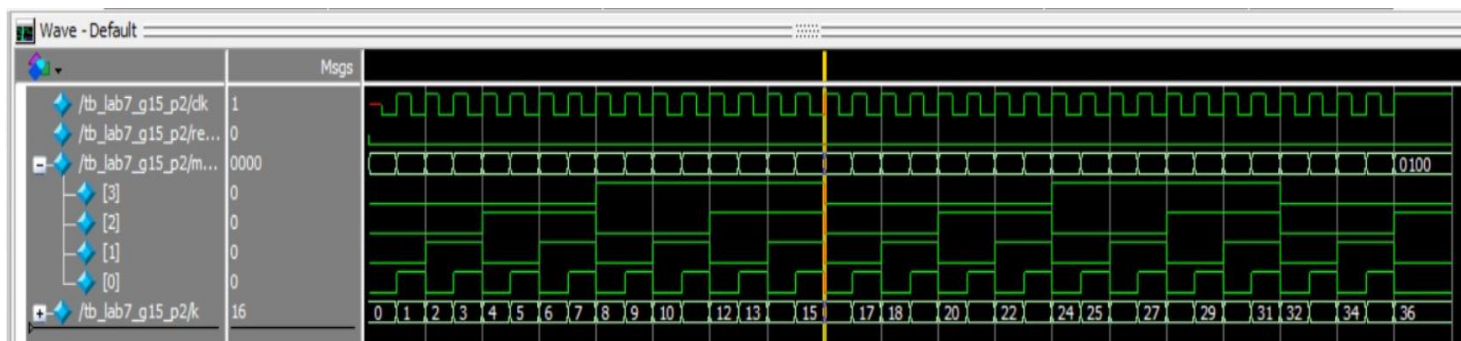 Wave - Default
Msgs
/tb_lab7_g15_p2/clk 1
/tb_lab7_g15_p2/re... 0
/tb_lab7_g15_p2/m... 0000 0100
[3] 0
[2] 0
[1] 0
[0] 0
/tb_lab7_g15_p2/k 16 0 1 2 3 4 5 6 7 8 9 10 12 13 15 17 18 20 22 24 25 27 29 31 32 34 36